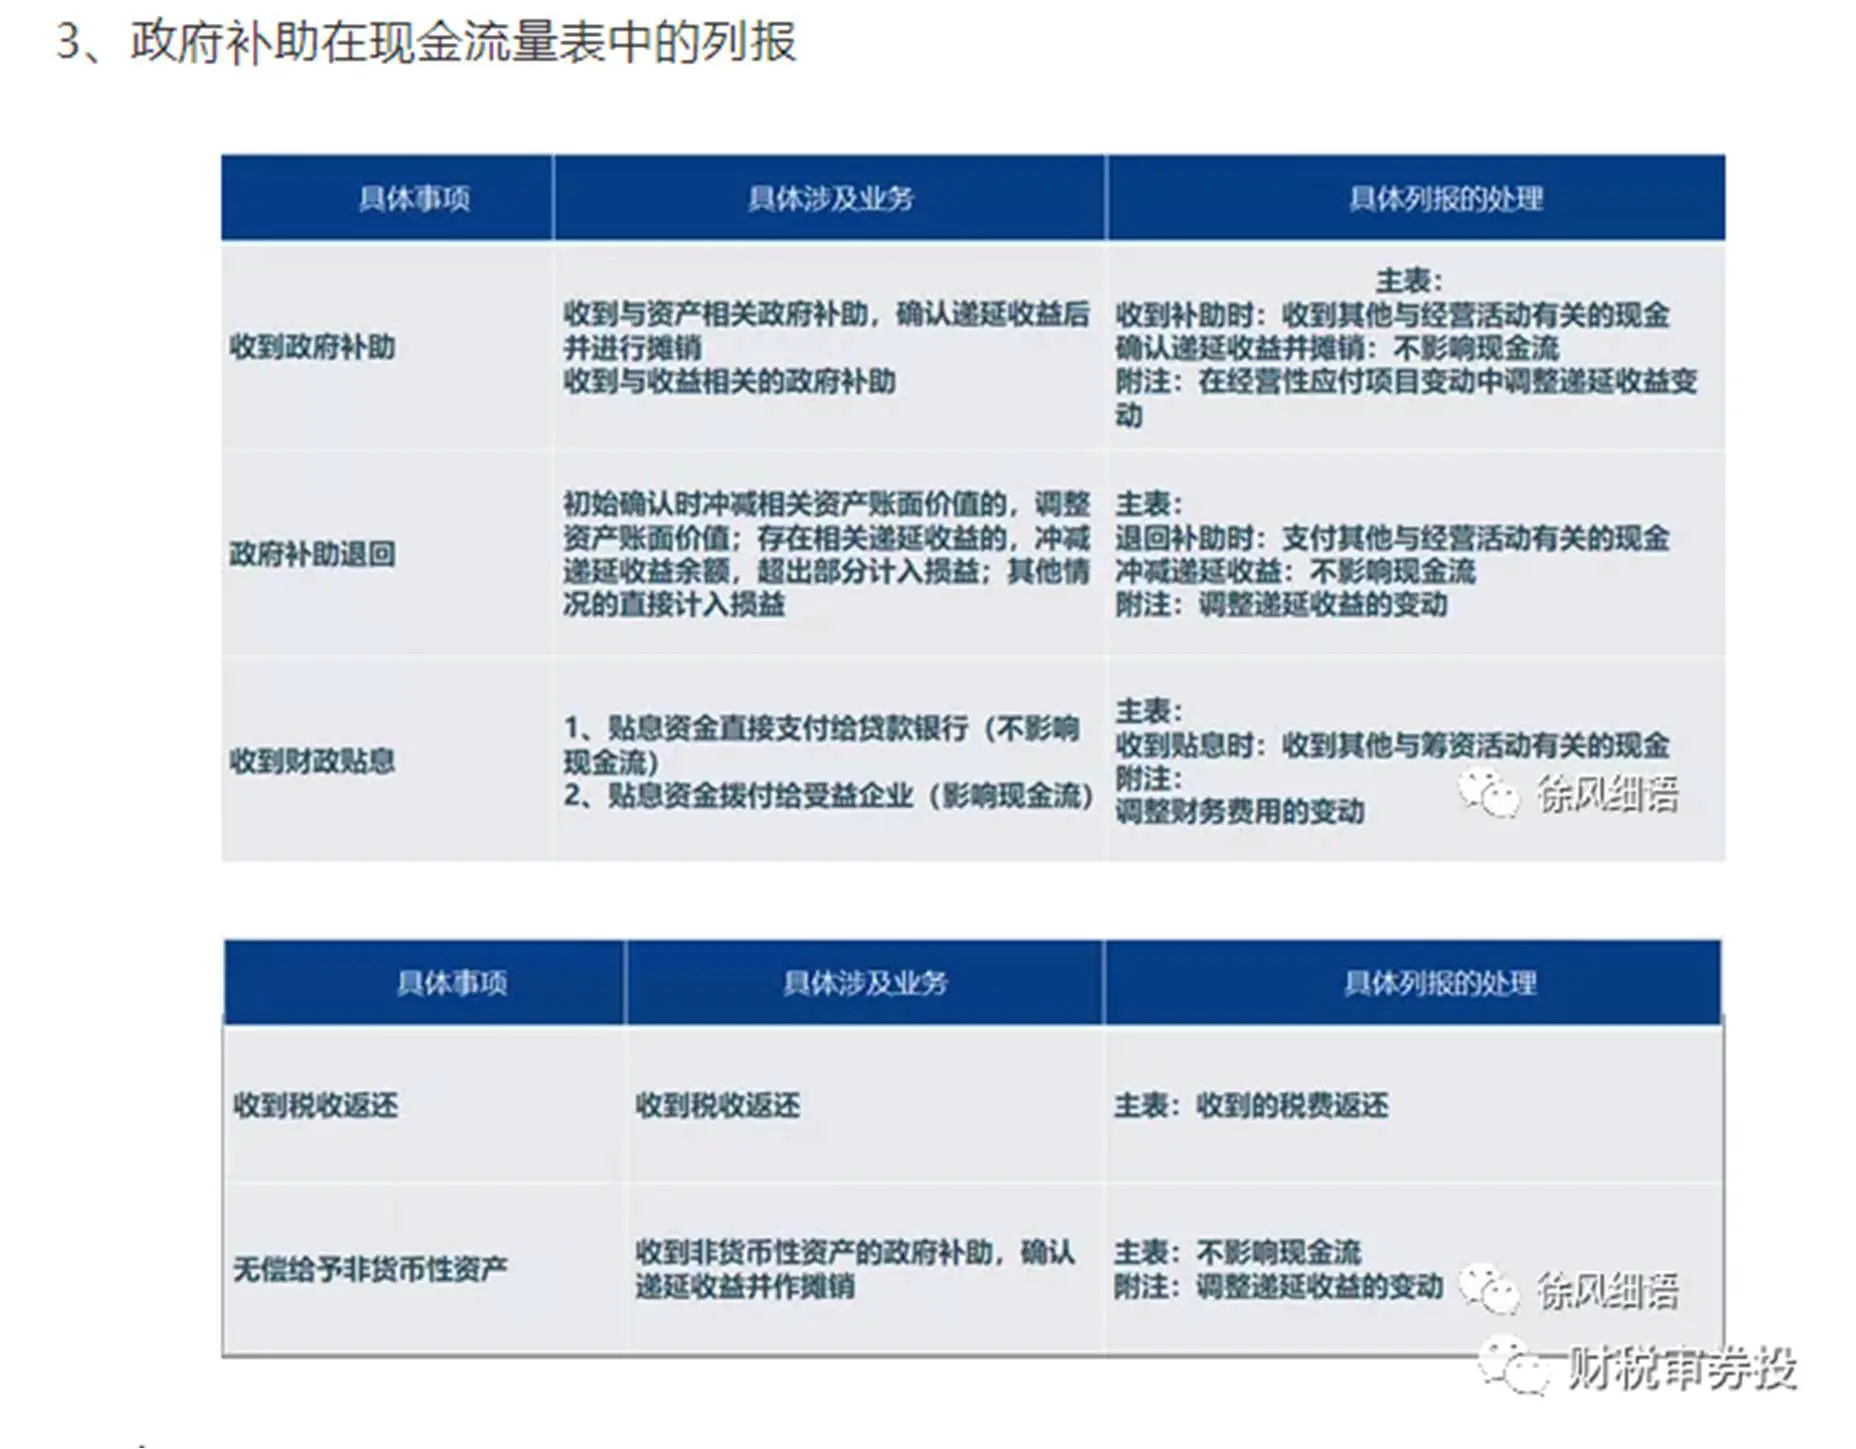 3、政府补助在现金流量表中的列报
具体事项
具体涉及业务
具体列报的处理
收到政府补助
收到与资产相关政府补助，确认递延收益后
并进行摊销
收到与收益相关的政府补助
主表：
收到补助时：收到其他与经营活动有关的现金
确认递延收益并摊销：不影响现金流
附注：在经营性应付项目变动中调整递延收益变
动
政府补助退回
初始确认时冲减相关资产账面价值的，调整
资产账面价值；存在相关递延收益的，冲减
递延收益余额，超出部分计入损益；其他情
况的直接计入损益
主表：
退回补助时：支付其他与经营活动有关的现金
冲减递延收益：不影响现金流
附注：调整递延收益的变动
收到财政贴息
1、贴息资金直接支付给贷款银行（不影响
现金流）
2、贴息资金拨付给受益企业（影响现金流）
主表：
收到贴息时：收到其他与筹资活动有关的现金
附注：
调整财务费用的变动
徐风细语
具体事项
具体涉及业务
具体列报的处理
收到税收返还
收到税收返还
主表：收到的税费返还
无偿给予非货币性资产
收到非货币性资产的政府补助，确认
递延收益并作摊销
主表：不影响现金流
附注：调整递延收益的变动
徐风细语
财税审券投